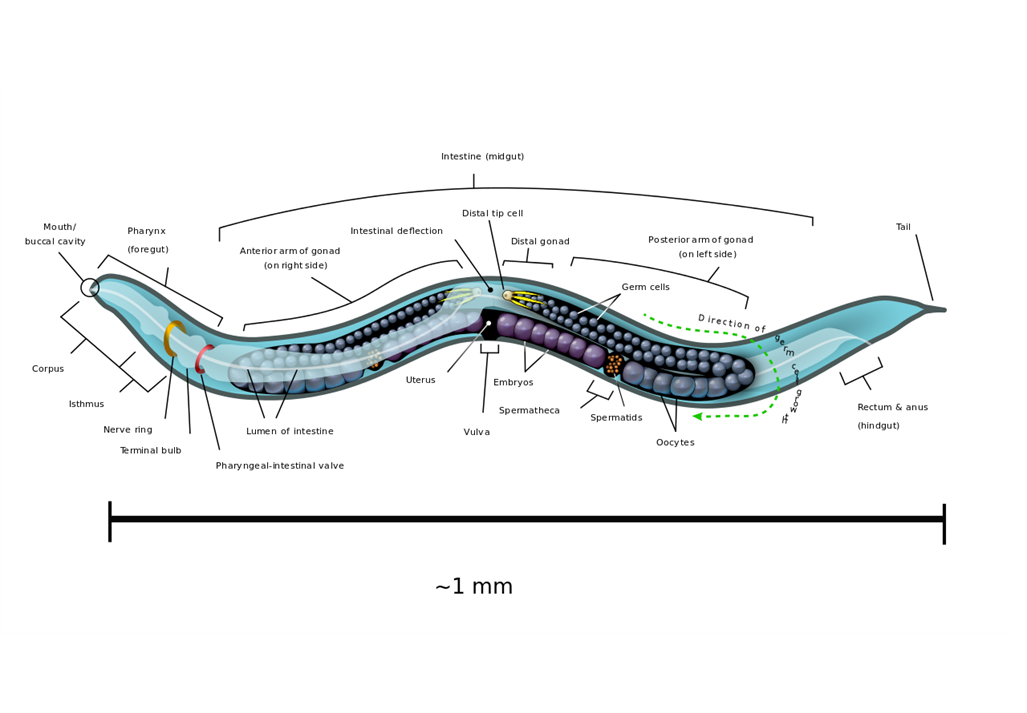 Intestine (midgut)
Distal tip cell
Mouth/
buccal cavity
Pharynx
(foregut)
Intestinal deflection
Distal gonad
Anterior arm of gonad
(on right side)
Posterior arm of gonad
(on left side)
Tail
Germ cells
Direction of germ cell growth
Corpus
Isthmus
Uterus
Embryos
Spermatheca
Spermatids
Rectum & anus
(hindgut)
Nerve ring
Lumen of intestine
Vulva
Oocytes
Terminal bulb
Pharyngeal-intestinal valve
~1 mm